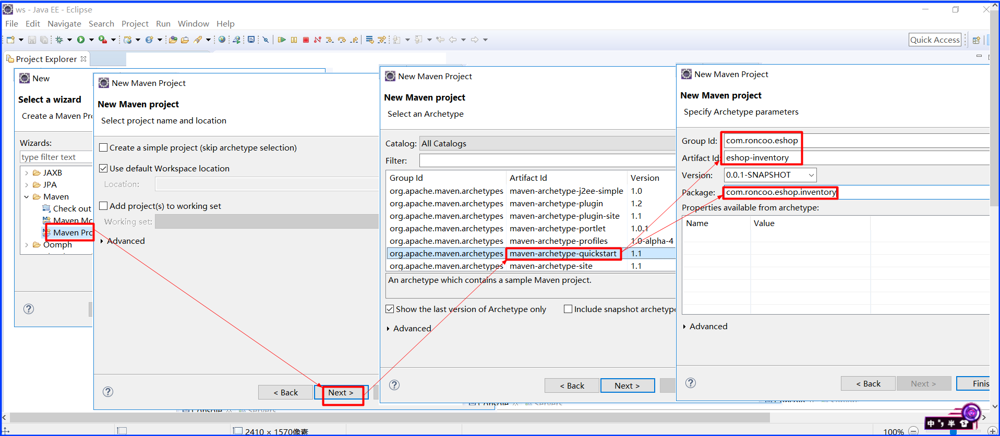 ws - Java EE - Eclipse
File Edit Navigate Search Project Run Window Help
Quick Access
Project Explorer
New
Select a wizard
Create a Maven Pr
Wizards:
type filter text
JAXB
JPA
Maven
Check out
Maven Mo
Maven Pro
Oomph
New Maven Project
New Maven project
Select project name and location
Create a simple project (skip archetype selection)
Use default Workspace location
Location:
Add project(s) to working set
Working set:
Advanced
< Back Next >
New Maven Project
New Maven project
Select an Archetype
Catalog: All Catalogs
Filter:
Group Id Artifact Id Version
org.apache.maven.archetypes maven-archetype-j2ee-simple 1.0
org.apache.maven.archetypes maven-archetype-plugin 1.2
org.apache.maven.archetypes maven-archetype-plugin-site 1.1
org.apache.maven.archetypes maven-archetype-portlet 1.0.1
org.apache.maven.archetypes maven-archetype-profiles 1.0-alpha-4
org.apache.maven.archetypes maven-archetype-quickstart 1.1
org.apache.maven.archetypes maven-archetype-site 1.1
An archetype which contains a sample Maven project.
Show the last version of Archetype only Include snapshot archetype
Advanced
< Back Next >
New Maven Project
New Maven project
Specify Archetype parameters
Group Id: com.roncoo.eshop
Artifact Id: eshop-inventory
Version: 0.0.1-SNAPSHOT
Package: com.roncoo.eshop.inventory
Properties available from archetype:
Name Value
Advanced
< Back Next > Finis
Console Servers
Console Servers
2410 × 1570像素
100%
中 半